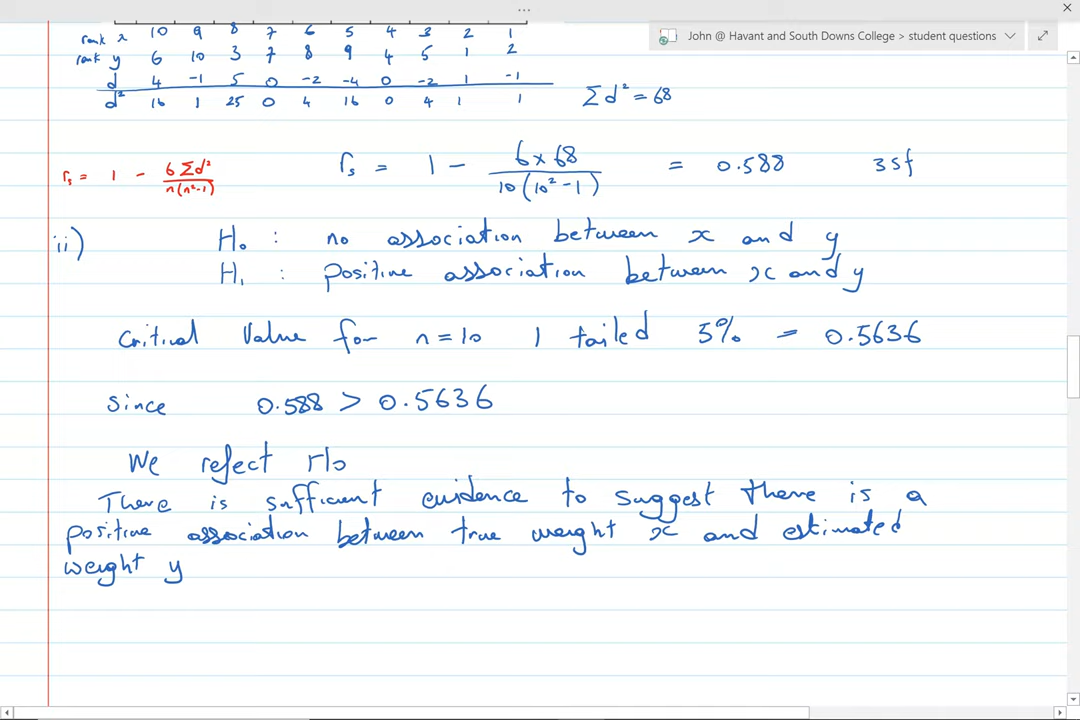 John @ Havant and South Downs College > student questions
rank x 10 9 8 7 6 5 4 3 2 1
rank y 6 10 3 7 8 9 4 5 1 2
d 4 -1 5 0 -2 -4 0 -2 1 -1
d² 16 1 25 0 4 16 0 4 1 1 Σd² = 68
rs = 1 - 6Σd² / n(n²-1) rs = 1 - 6×68 / 10(10²-1) = 0.588 3sf
ii) H₀ : no association between x and y
H₁ : positive association between x and y
critical value for n=10 1 tailed 5% = 0.5636
since 0.588 > 0.5636
We reject H₀
There is sufficient evidence to suggest there is a
positive association between true weight x and estimated
weight y